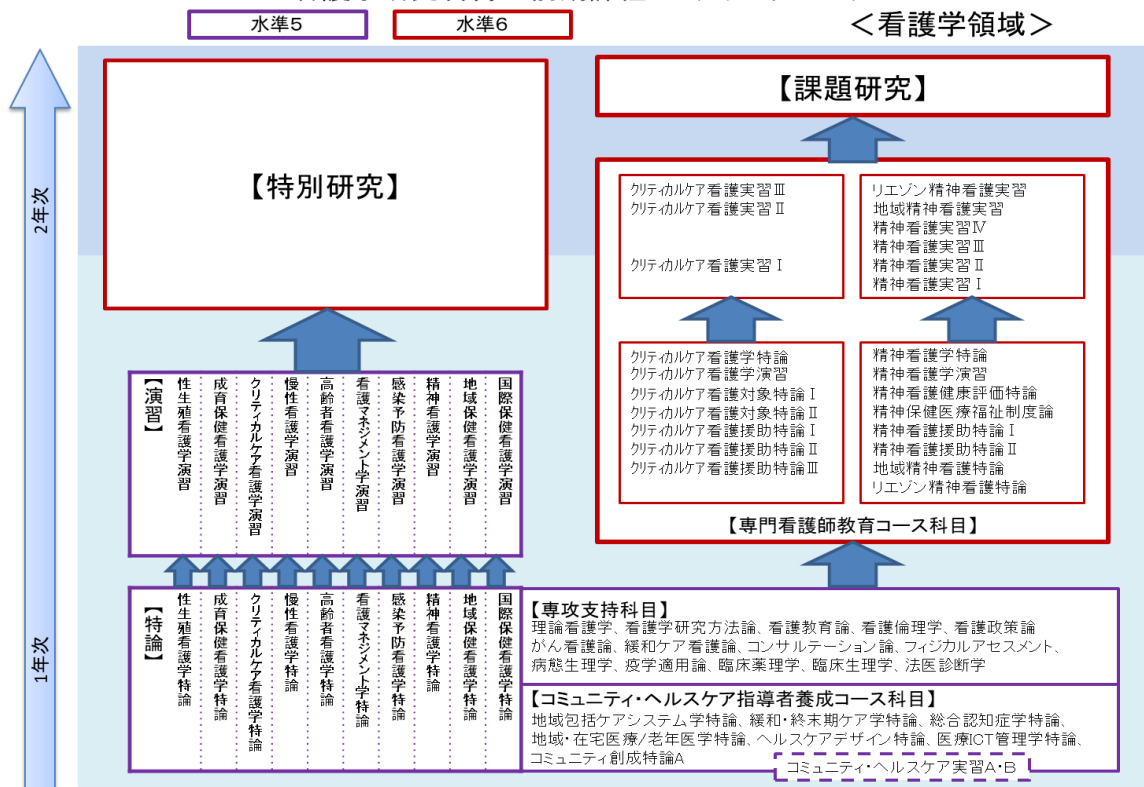 水準5
水準6
＜看護学領域＞
2年次
1年次
【特別研究】
【課題研究】
クリティカルケア看護実習Ⅲ
クリティカルケア看護実習Ⅱ
クリティカルケア看護実習Ⅰ
リエゾン精神看護実習
地域精神看護実習
精神看護実習Ⅳ
精神看護実習Ⅲ
精神看護実習Ⅱ
精神看護実習Ⅰ
クリティカルケア看護学特論
クリティカルケア看護学演習
クリティカルケア看護対象特論Ⅰ
クリティカルケア看護対象特論Ⅱ
クリティカルケア看護援助特論Ⅰ
クリティカルケア看護援助特論Ⅱ
クリティカルケア看護援助特論Ⅲ
精神看護学特論
精神看護学演習
精神看護健康評価特論
精神保健医療福祉制度論
精神看護援助特論Ⅰ
精神看護援助特論Ⅱ
地域精神看護特論
リエゾン精神看護特論
【専門看護師教育コース科目】
【演習】
性生殖看護学演習
成育保健看護学演習
クリティカルケア看護学演習
慢性看護学演習
高齢者看護学演習
看護マネジメント学演習
感染予防看護学演習
精神看護学演習
地域保健看護学演習
国際保健看護学演習
【特論】
性生殖看護学特論
成育保健看護学特論
クリティカルケア看護学特論
慢性看護学特論
高齢者看護学特論
看護マネジメント学特論
感染予防看護学特論
精神看護学特論
地域保健看護学特論
国際保健看護学特論
【専攻支持科目】
理論看護学、看護学研究方法論、看護教育論、看護倫理学、看護政策論
がん看護論、緩和ケア看護論、コンサルテーション論、フィジカルアセスメント、
病態生理学、疫学適用論、臨床薬理学、臨床生理学、法医診断学
【コミュニティ・ヘルスケア指導者養成コース科目】
地域包括ケアシステム学特論、緩和・終末期ケア学特論、総合認知症学特論、
地域・在宅医療/老年医学特論、ヘルスケアデザイン特論、医療ICT管理学特論、
コミュニティ創成特論A
コミュニティ・ヘルスケア実習A・B